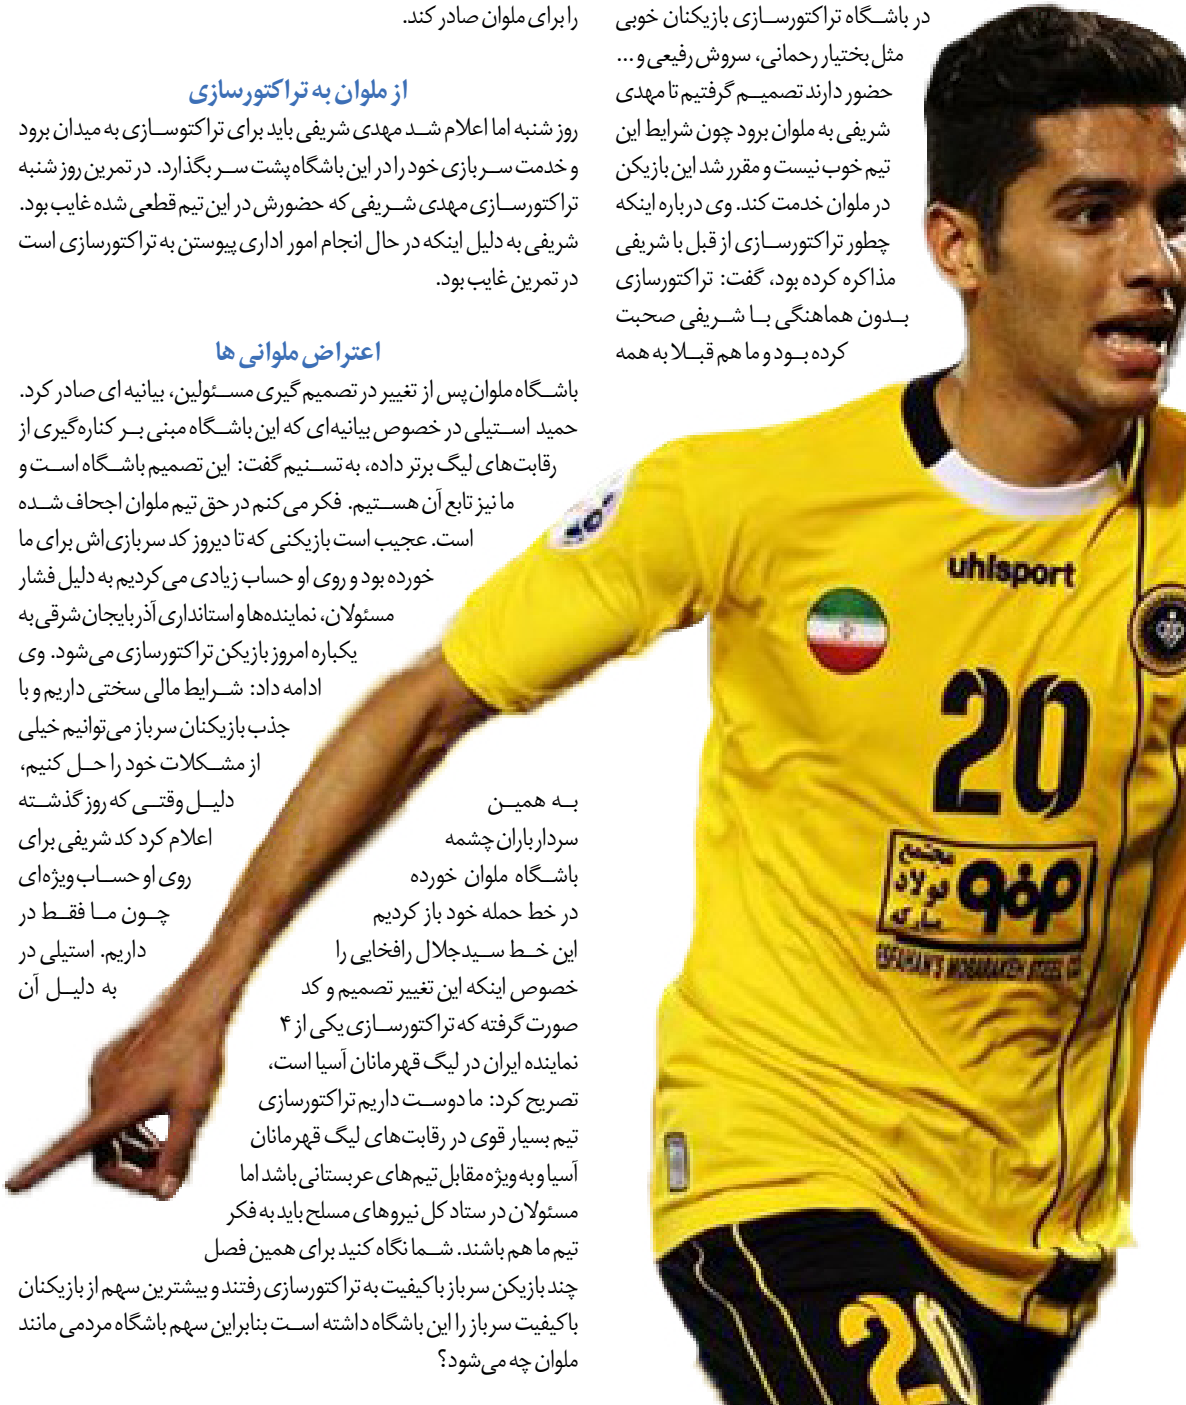 در باشگاه تراکتورسازی بازیکنان خوبی
مثل بختیار رحمانی، سروش رفیعی و ...
حضور دارند تصمیم گرفتیم تا مهدی
شریفی به ملوان برود چون شرایط این
تیم خوب نیست و مقرر شد این بازیکن
در ملوان خدمت کند. وی درباره اینکه
چطور تراکتورسازی از قبل با شریفی
مذاکره کرده بود، گفت: تراکتورسازی
بدون هماهنگی با شریفی صحبت
کرده بود و ما هم قبلا به همه
را برای ملوان صادر کند.
از ملوان به تراکتورسازی
روز شنبه اما اعلام شد مهدی شریفی باید برای تراکتوسازی به میدان برود
و خدمت سربازی خود را در این باشگاه پشت سر بگذارد. در تمرین روز شنبه
تراکتورسازی مهدی شریفی که حضورش در این تیم قطعی شده غایب بود.
شریفی به دلیل اینکه در حال انجام امور اداری پیوستن به تراکتورسازی است
در تمرین غایب بود.
اعتراض ملوانی ها
باشگاه ملوان پس از تغییر در تصمیم گیری مسئولین، بیانیه ای صادر کرد.
حمید استیلی در خصوص بیانیه‌ای که این باشگاه مبنی بر کناره‌گیری از
رقابت‌های لیگ برتر داده، به تسنیم گفت: این تصمیم باشگاه است و
ما نیز تابع آن هستیم. فکر می‌کنم در حق تیم ملوان اجحاف شده
است. عجیب است بازیکنی که تا دیروز کد سربازی‌اش برای ما
خورده بود و روی او حساب زیادی می‌کردیم به دلیل فشار
مسئولان، نماینده‌ها و استانداری آذربایجان‌شرقی به
یکباره امروز بازیکن تراکتورسازی می‌شود. وی
ادامه داد: شرایط مالی سختی داریم و با
جذب بازیکنان سرباز می‌توانیم خیلی
از مشکلات خود را حل کنیم،
به همین دلیل وقتی که روز گذشته
سردار باران چشمه اعلام کرد کد شریفی برای
باشگاه ملوان خورده روی او حساب ویژه‌ای
در خط حمله خود باز کردیم چون ما فقط در
این خط سیدجلال رافخایی را داریم. استیلی در
خصوص اینکه این تغییر تصمیم و کد به دلیل آن
صورت گرفته که تراکتورسازی یکی از ۴
نماینده ایران در لیگ قهرمانان آسیا است،
تصریح کرد: ما دوست داریم تراکتورسازی
تیم بسیار قوی در رقابت‌های لیگ قهرمانان
آسیا و به ویژه مقابل تیم‌های عربستانی باشد اما
مسئولان در ستاد کل نیروهای مسلح باید به فکر
تیم ما هم باشند. شما نگاه کنید برای همین فصل
چند بازیکن سرباز باکیفیت به تراکتورسازی رفتند و بیشترین سهم از بازیکنان
باکیفیت سرباز را این باشگاه داشته است بنابراین سهم باشگاه مردمی مانند
ملوان چه می‌شود؟
uhlsport
20
مجتمع
فولاد
مبارکه
ESFAHAN'S MOBARAKEH STEEL CO
20